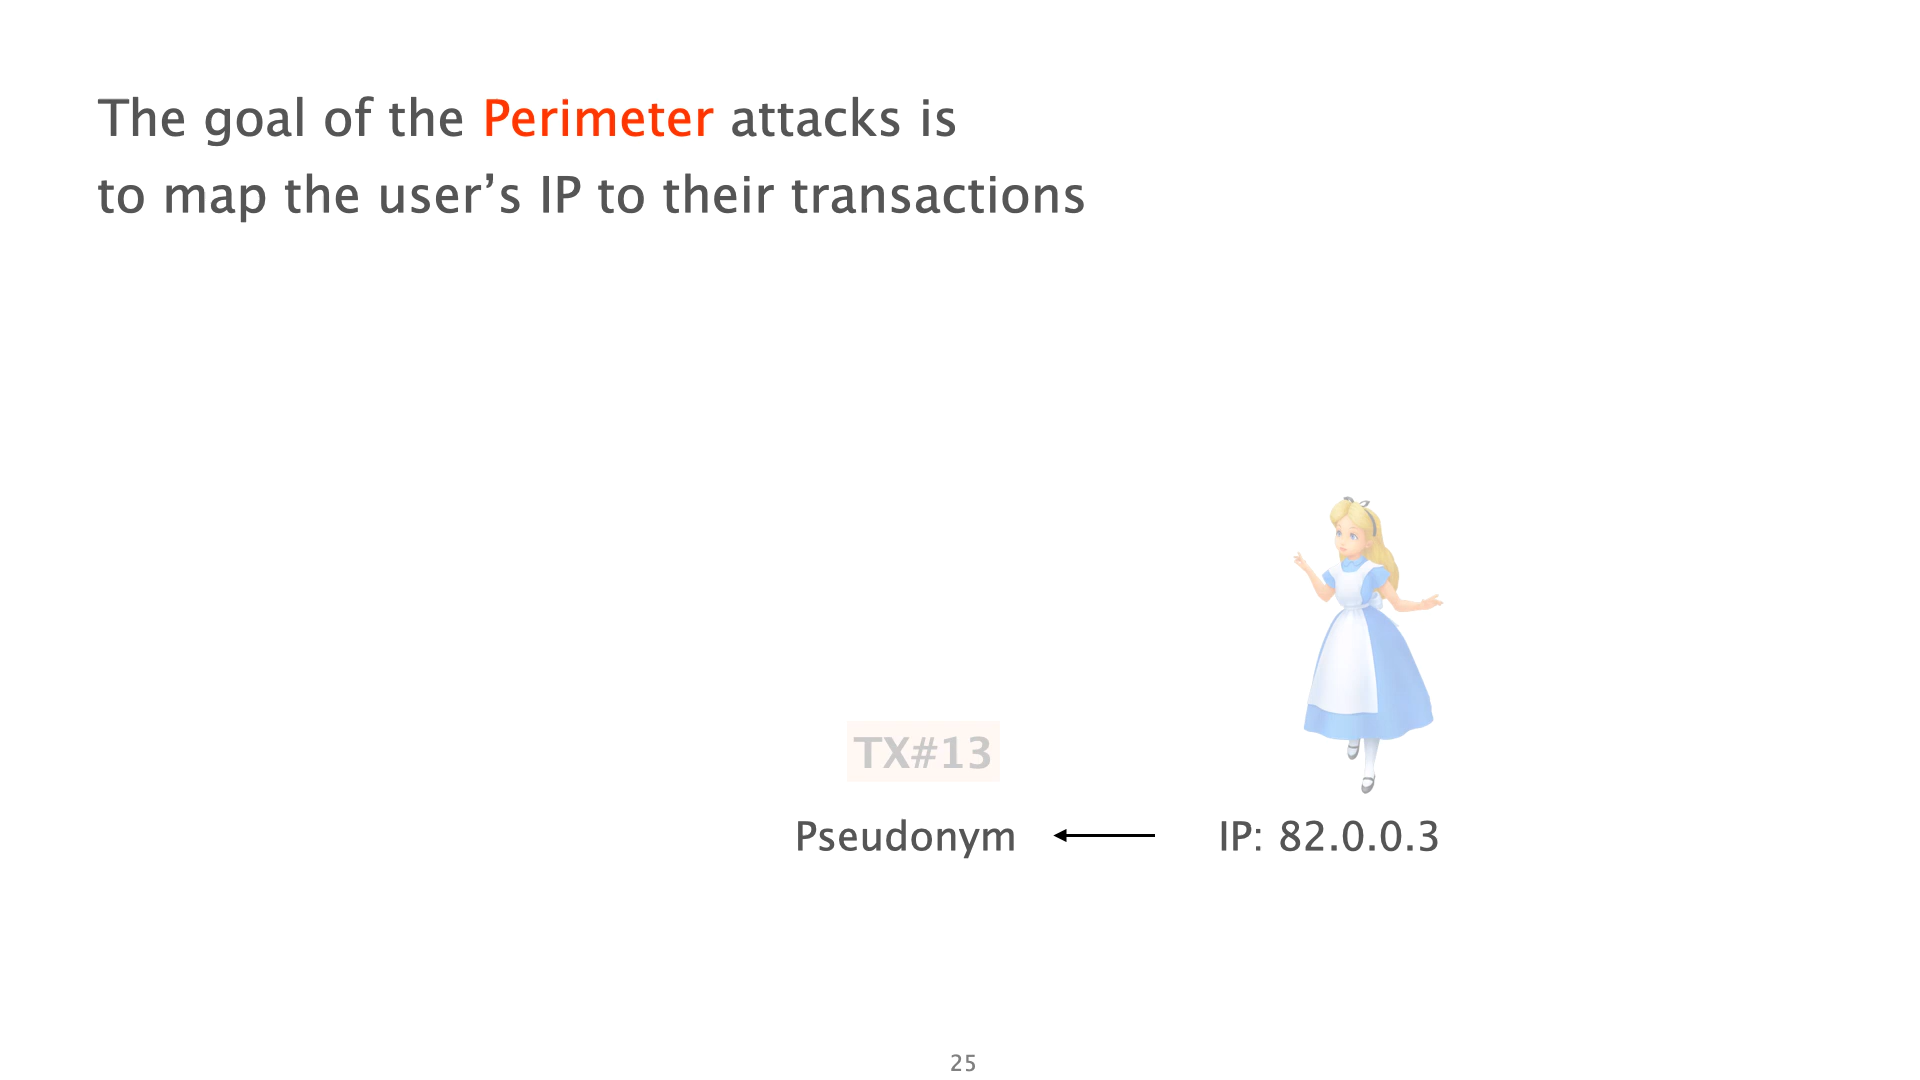 The goal of the Perimeter attacks is
to map the user’s IP to their transactions
TX#13
Pseudonym
IP: 82.0.0.3
25